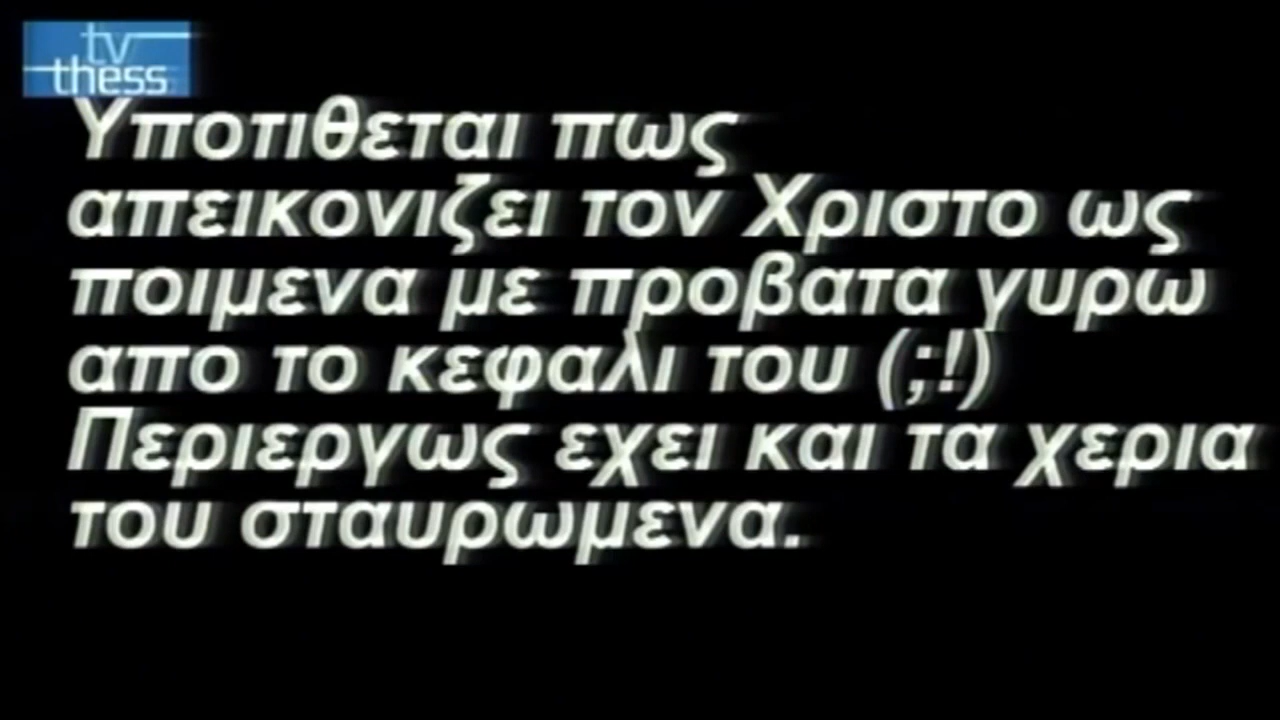 tv
thess
Υποτιθεται πως
απεικονιζει τον Χριστο ως
ποιμενα με προβατα γυρω
απο το κεφαλι του (;!)
Περιεργως εχει και τα χερια
του σταυρωμενα.